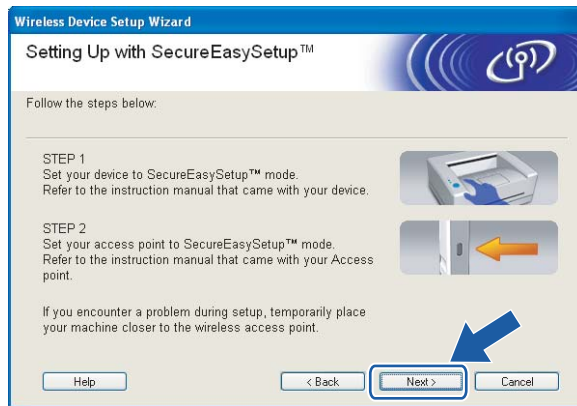 Wireless Device Setup Wizard
Setting Up with SecureEasySetup™
Follow the steps below:
STEP 1
Set your device to SecureEasySetup™ mode.
Refer to the instruction manual that came with your device.
STEP 2
Set your access point to SecureEasySetup™ mode.
Refer to the instruction manual that came with your Access
point.
If you encounter a problem during setup, temporarily place
your machine closer to the wireless access point.
Help
< Back
Next >
Cancel